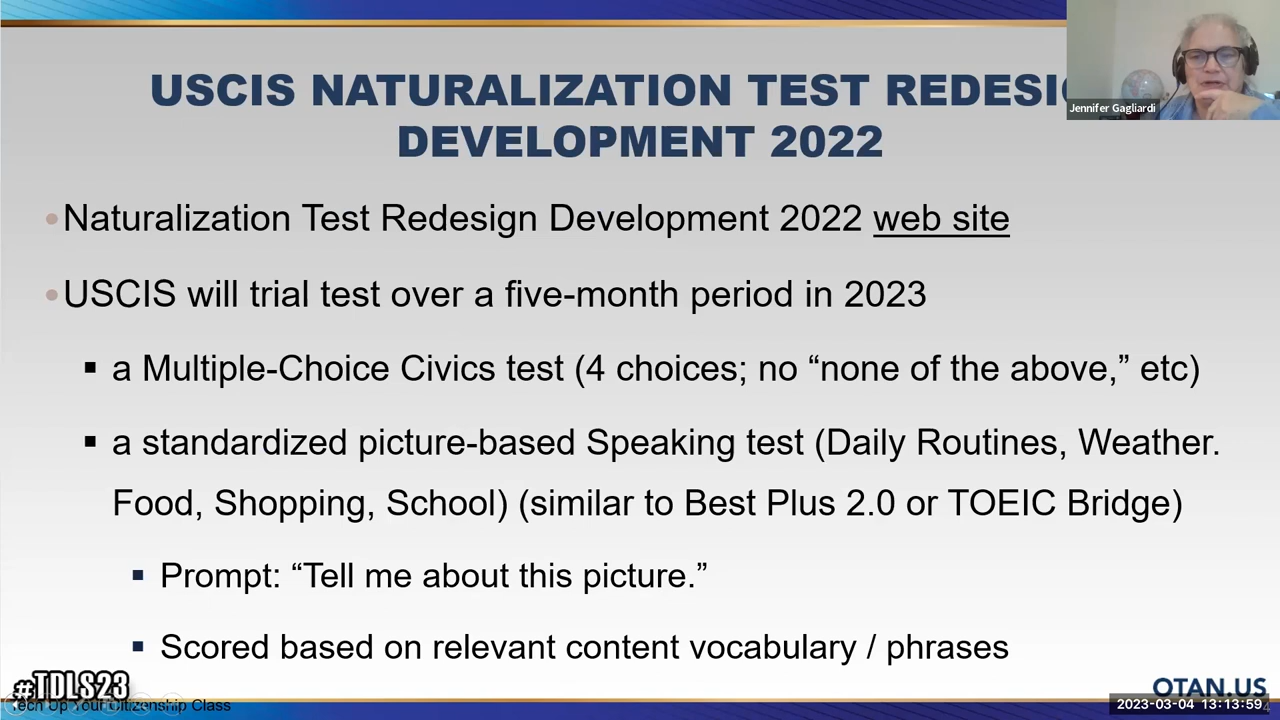 USCIS NATURALIZATION TEST REDESIG
DEVELOPMENT 2022
Jennifer Gagliardi
•Naturalization Test Redesign Development 2022 web site
•USCIS will trial test over a five-month period in 2023
▪ a Multiple-Choice Civics test (4 choices; no “none of the above,” etc)
▪ a standardized picture-based Speaking test (Daily Routines, Weather.
Food, Shopping, School) (similar to Best Plus 2.0 or TOEIC Bridge)
▪ Prompt: “Tell me about this picture.”
▪ Scored based on relevant content vocabulary / phrases
#TDLS23
Tech Up Your Citizenship Class
OTAN.US
2023-03-04 13:13:59
4